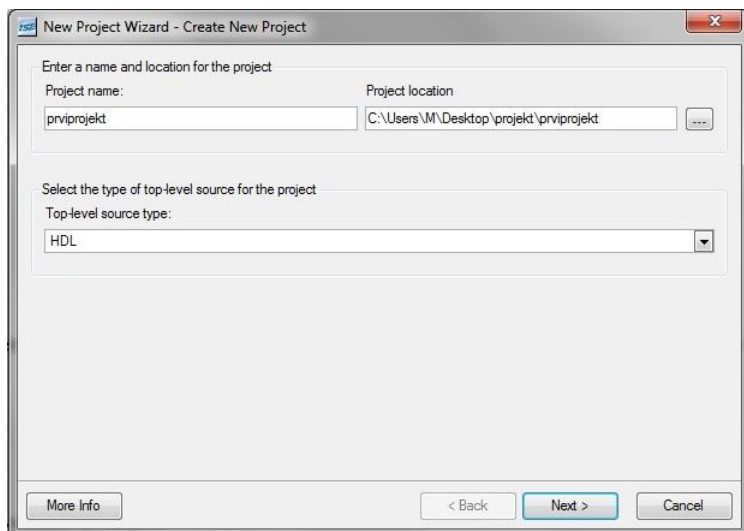 ISE New Project Wizard - Create New Project
Enter a name and location for the project
Project name: Project location
prviprojekt C:\Users\M\Desktop\projekt\prviprojekt ...
Select the type of top-level source for the project
Top-level source type:
HDL
More Info < Back Next > Cancel